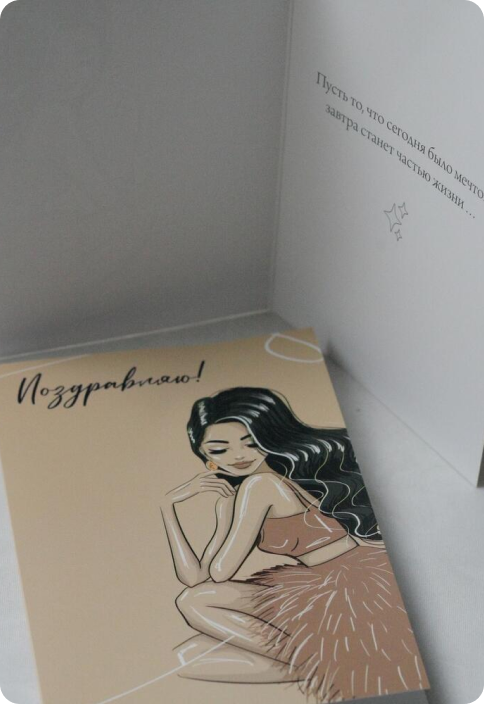 Пусть то, что сегодня было мечто
завтра станет частью жизни ...
Поздравляю!